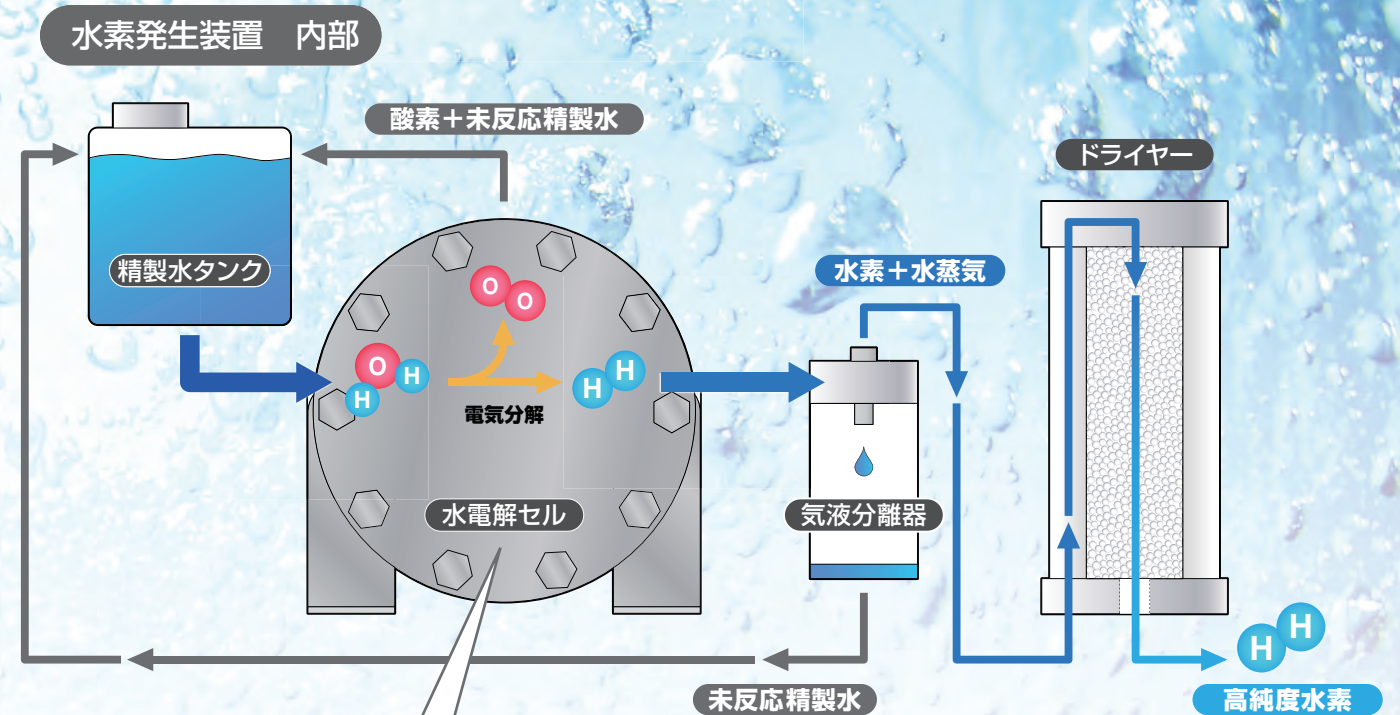 水素発生装置　内部
酸素＋未反応精製水
ドライヤー
精製水タンク
水素＋水蒸気
O
O
O
H
H
H
H
電気分解
水電解セル
気液分離器
H
H
未反応精製水
高純度水素